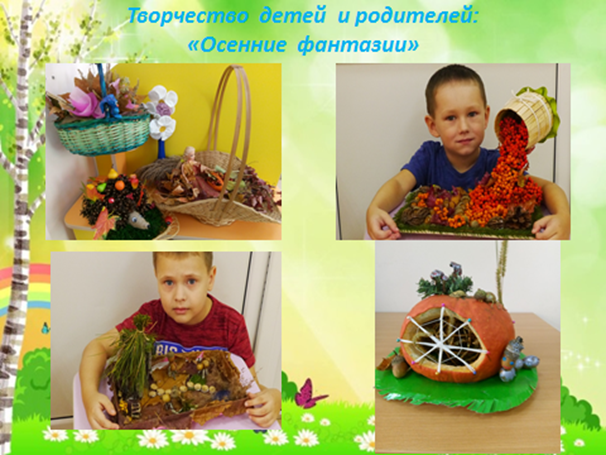 Творчество детей и родителей:
«Осенние фантазии»